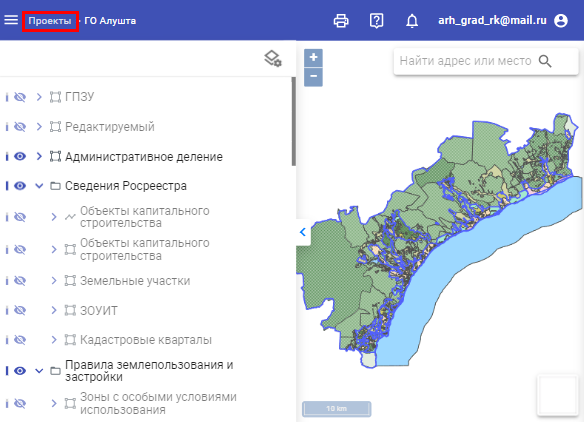 Проекты ГО Алушта
arh_grad_rk@mail.ru
Найти адрес или место
ГПЗУ
Редактируемый
Административное деление
Сведения Росреестра
Объекты капитального
строительства
Объекты капитального
строительства
Земельные участки
ЗОУИТ
Кадастровые кварталы
Правила землепользования и
застройки
Зоны с особыми условиями
использования
+
−
10 km